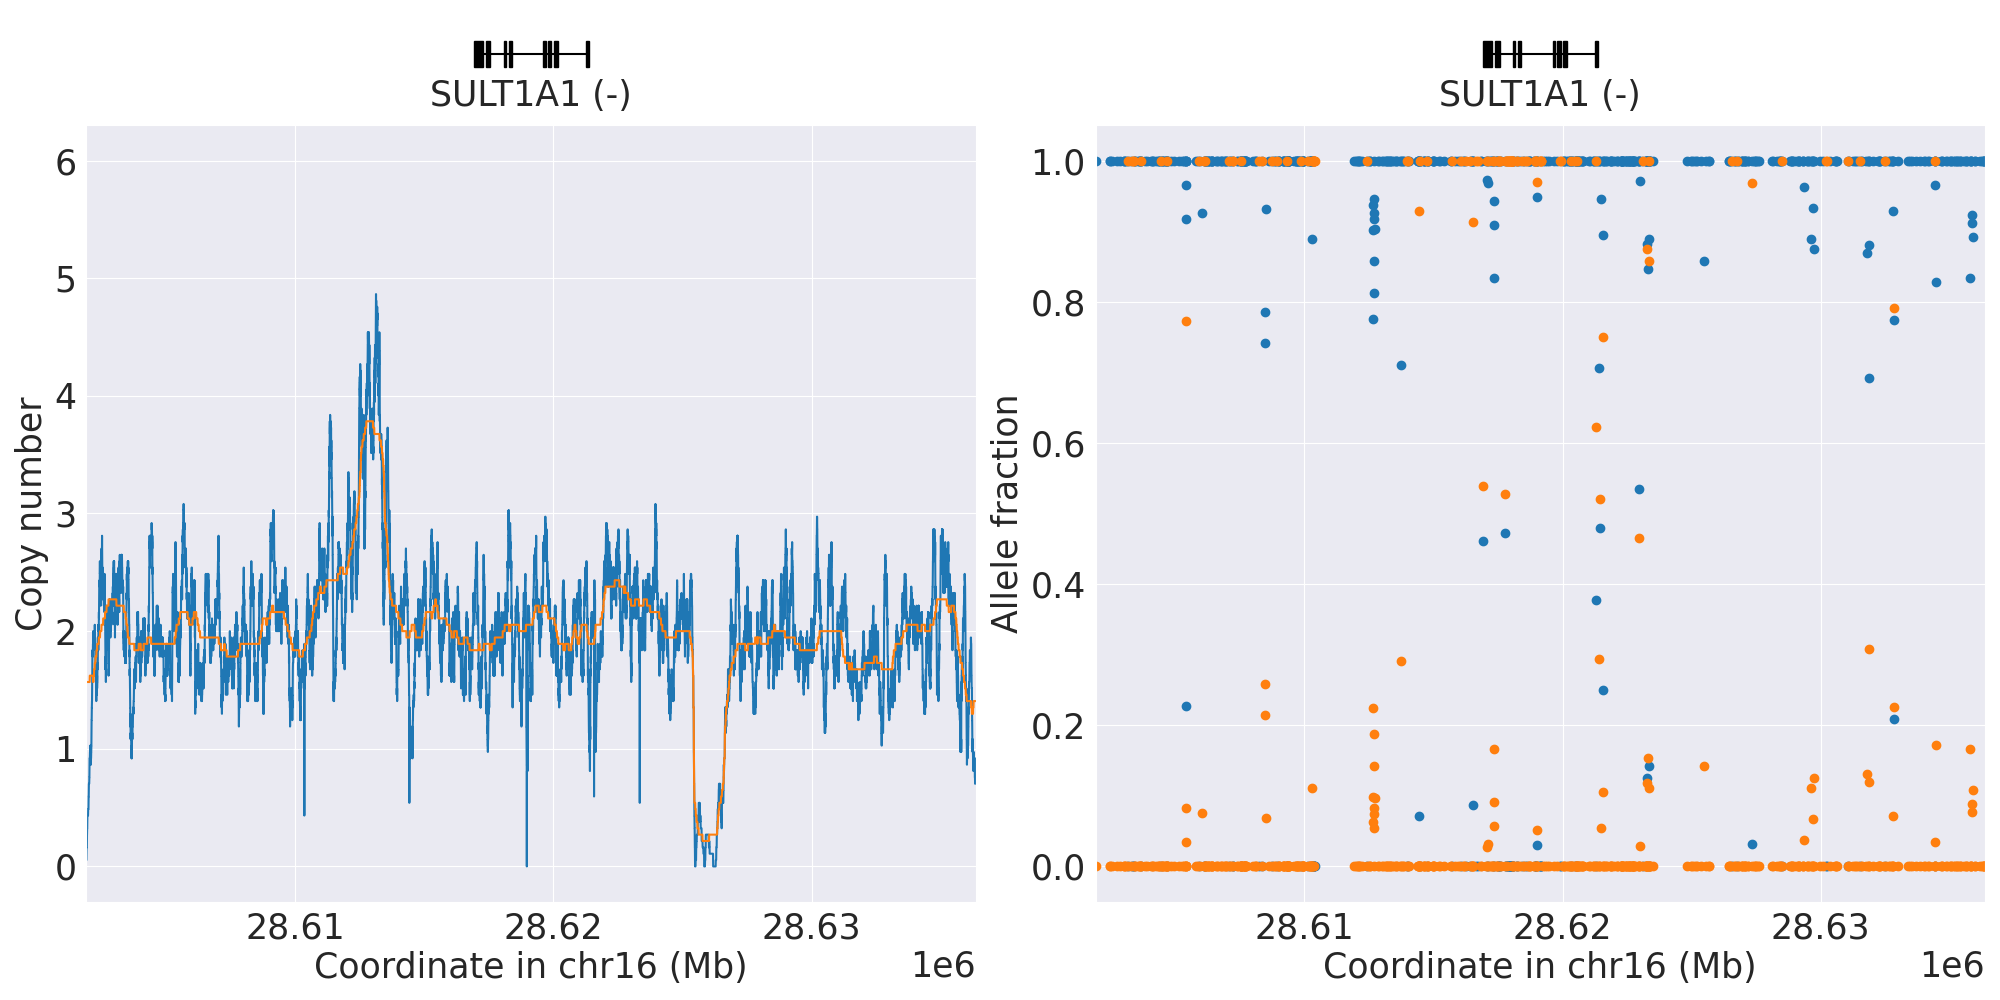 SULT1A1 (-)
Copy number
6
5
4
3
2
1
0
28.61
28.62
28.63
Coordinate in chr16 (Mb)
1e6
SULT1A1 (-)
Allele fraction
1.0
0.8
0.6
0.4
0.2
0.0
28.61
28.62
28.63
Coordinate in chr16 (Mb)
1e6